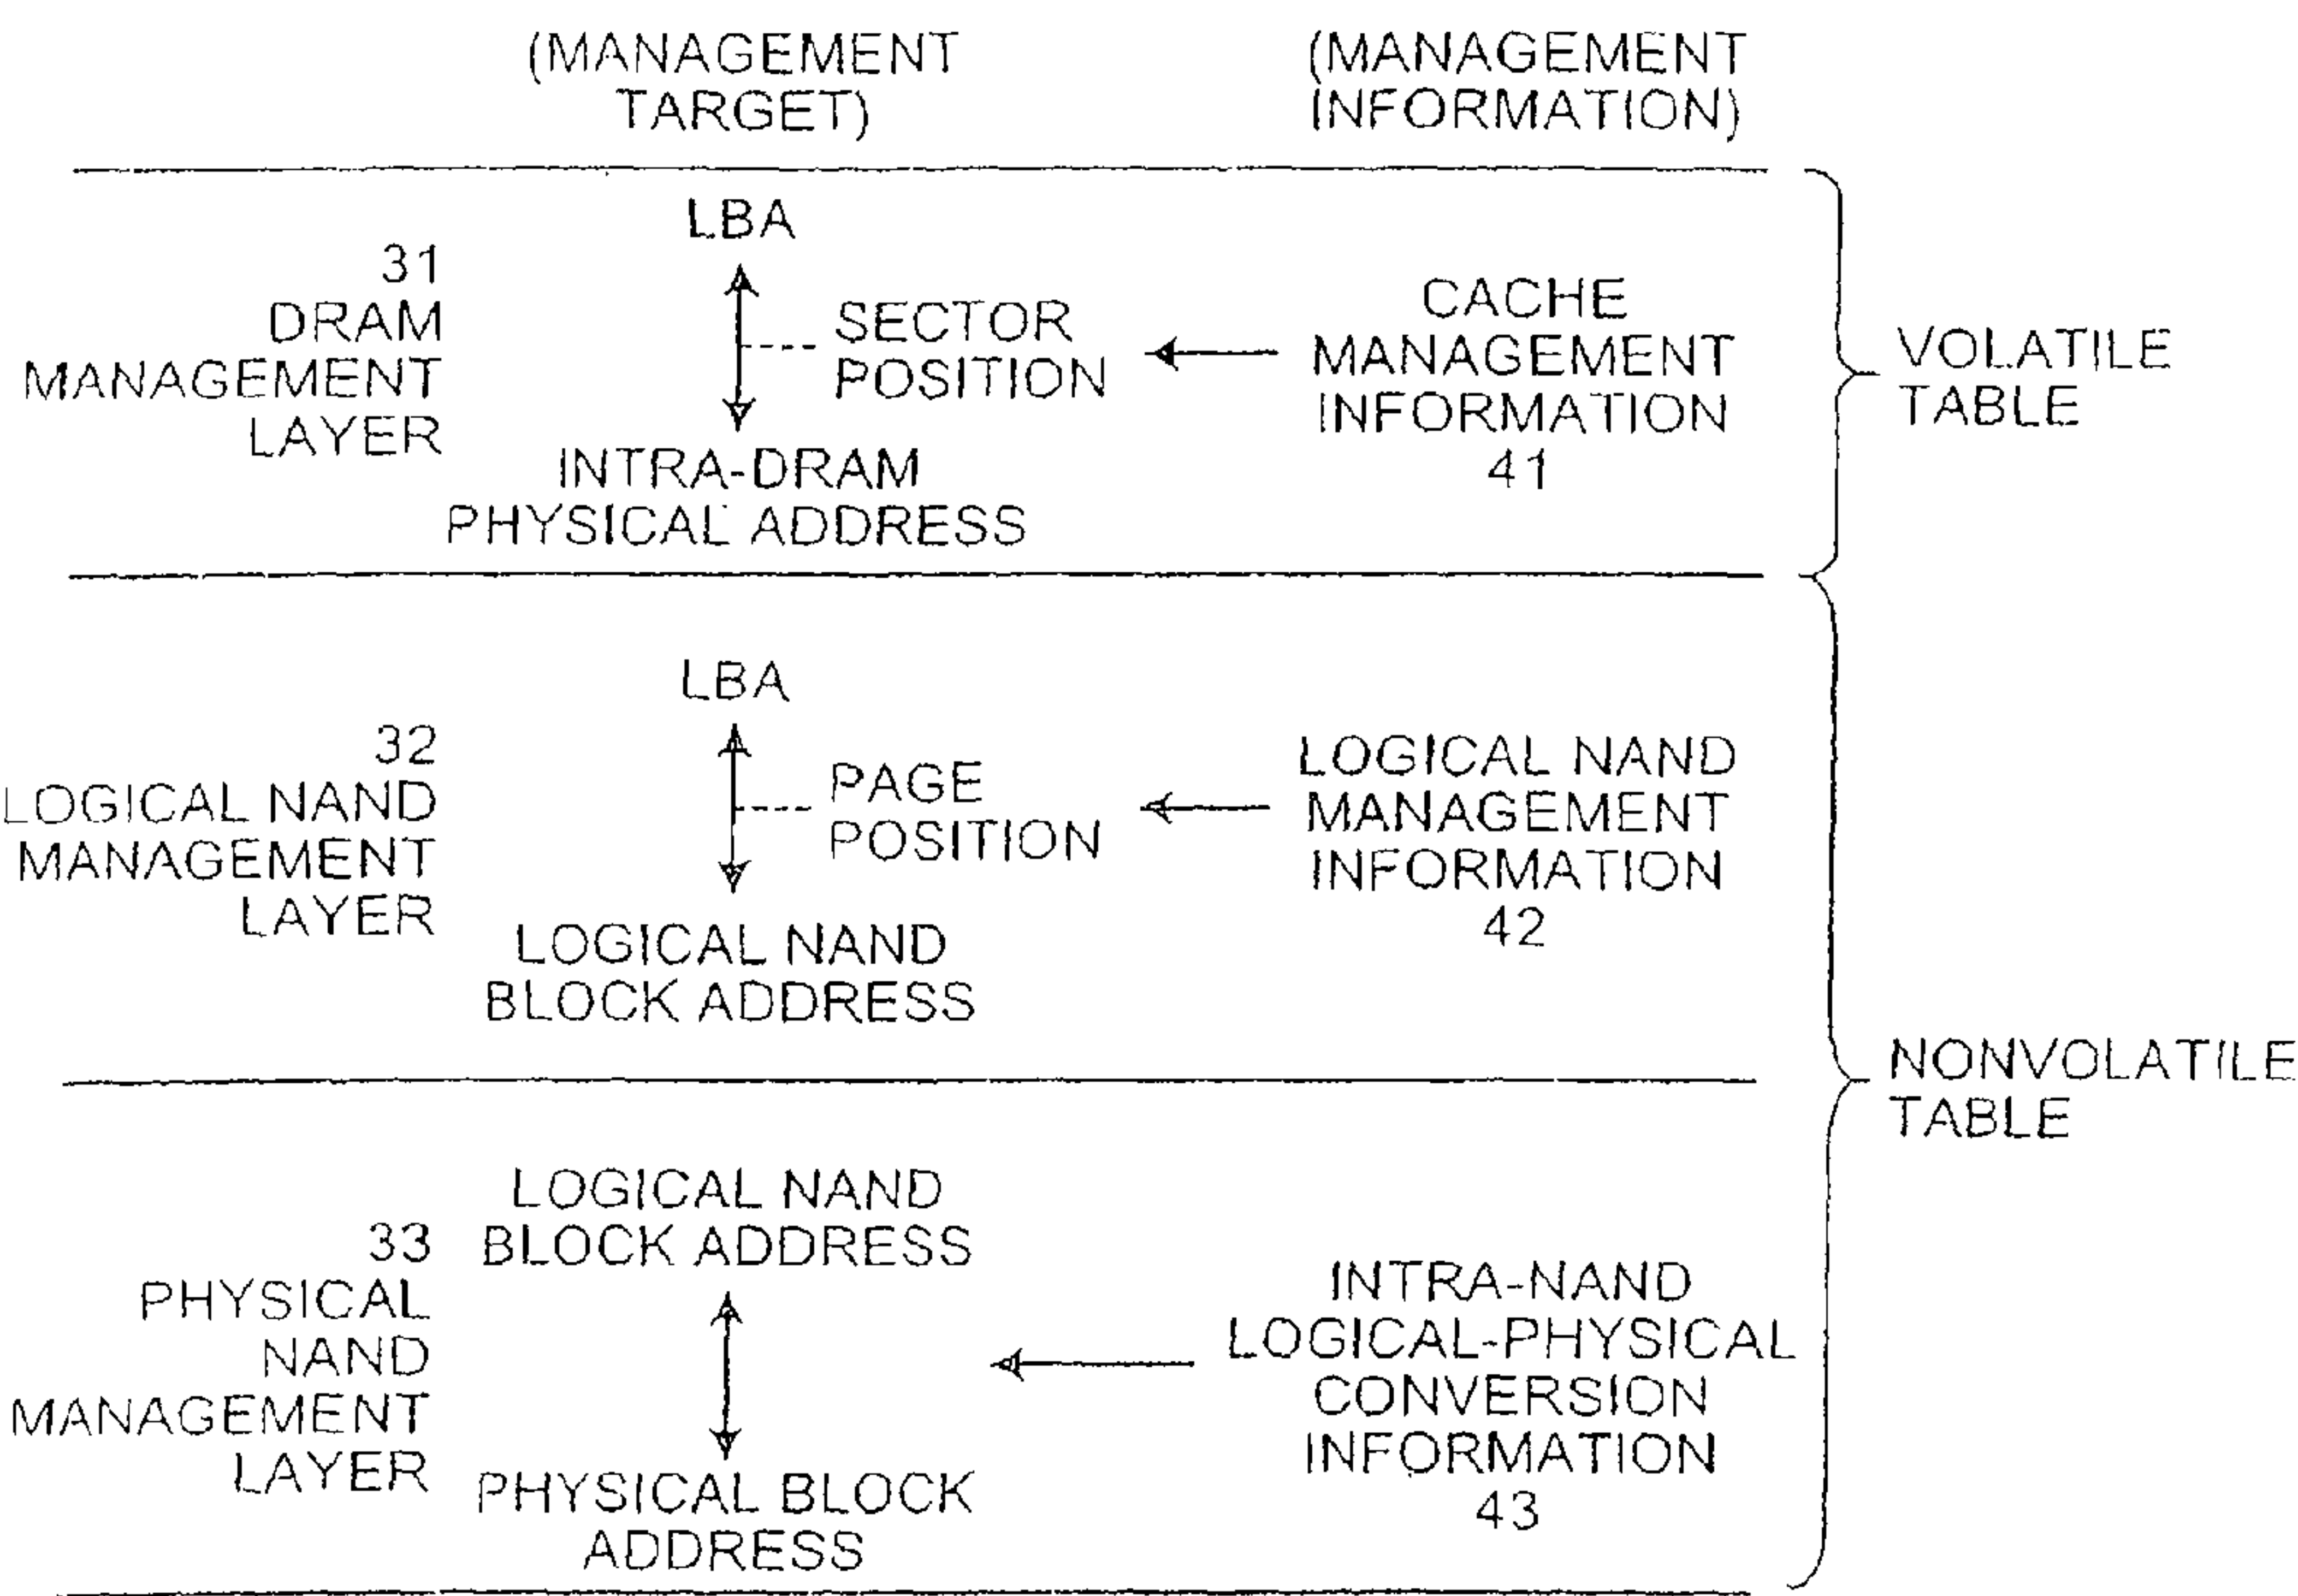 (MANAGEMENT
TARGET)
(MANAGEMENT
INFORMATION)
31
DRAM
MANAGEMENT
LAYER
LBA
SECTOR
POSITION
INTRA-DRAM
PHYSICAL ADDRESS
CACHE
MANAGEMENT
INFORMATION
41
VOLATILE
TABLE
32
LOGICAL NAND
MANAGEMENT
LAYER
LBA
PAGE
POSITION
LOGICAL NAND
BLOCK ADDRESS
LOGICAL NAND
MANAGEMENT
INFORMATION
42
NONVOLATILE
TABLE
33
PHYSICAL
NAND
MANAGEMENT
LAYER
LOGICAL NAND
BLOCK ADDRESS
PHYSICAL BLOCK
ADDRESS
INTRA-NAND
LOGICAL-PHYSICAL
CONVERSION
INFORMATION
43